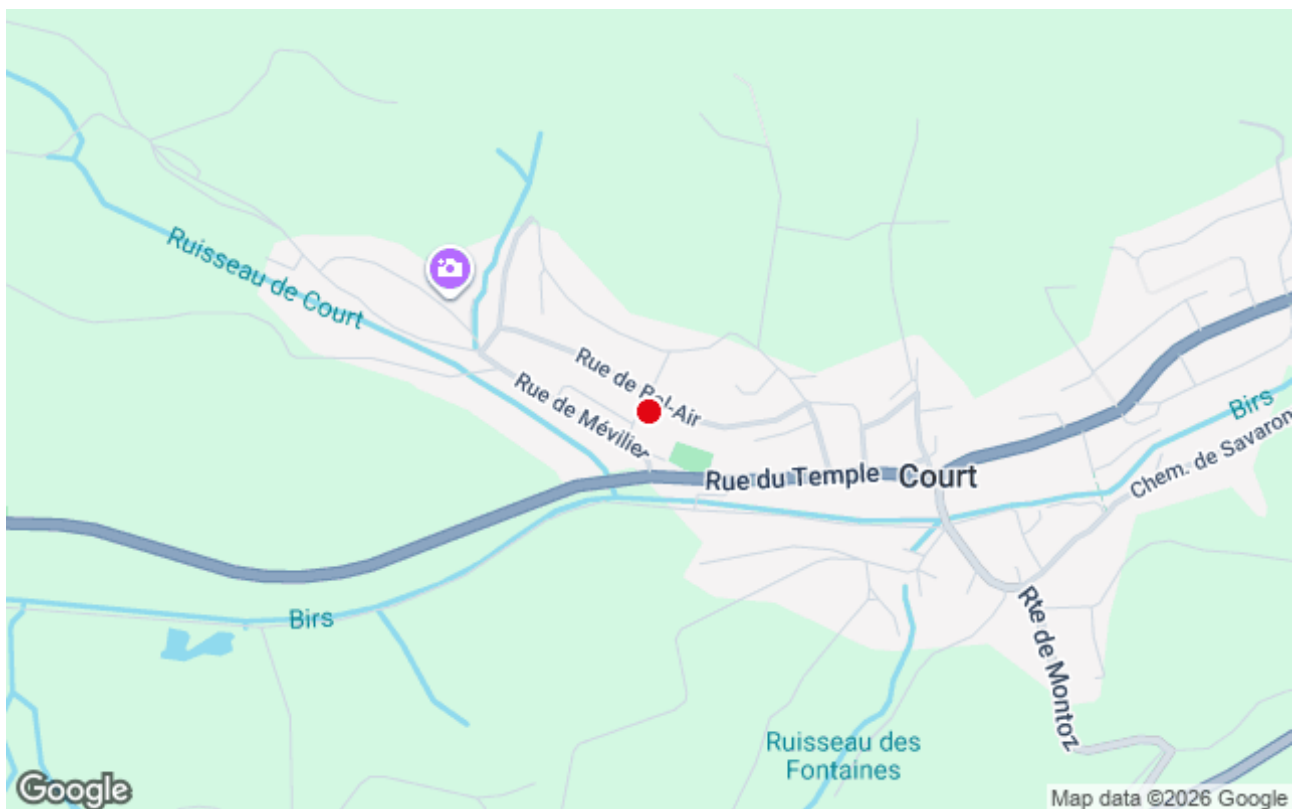 Ruisseau de Court
Rue de Bel-Air
Rue de Mévilier
Rue du Temple
Court
Birs
Chem. de Savaron
Birs
Rte de Montoz
Ruisseau des
Fontaines
Google
Map data ©2026 Google